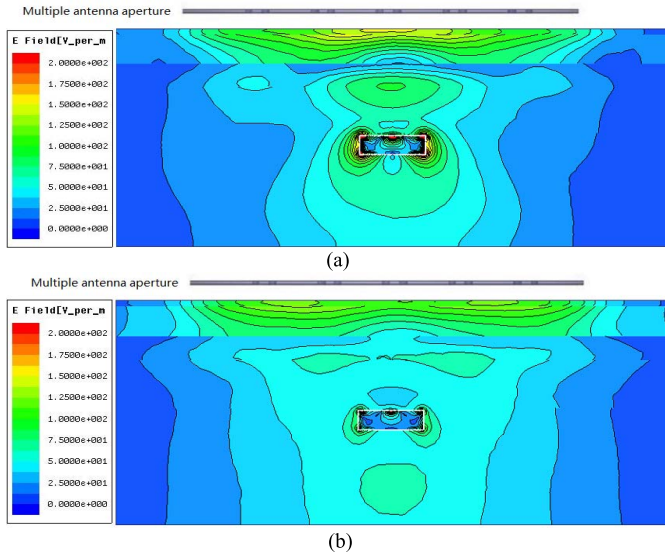 Multiple antenna aperture
E Field[V_per_m
2.0000e+002
1.7500e+002
1.5000e+002
1.2500e+002
1.0000e+002
7.5000e+001
5.0000e+001
2.5000e+001
0.0000e+000
(a)
Multiple antenna aperture
E Field[V_per_m
2.0000e+002
1.7500e+002
1.5000e+002
1.2500e+002
1.0000e+002
7.5000e+001
5.0000e+001
2.5000e+001
0.0000e+000
(b)